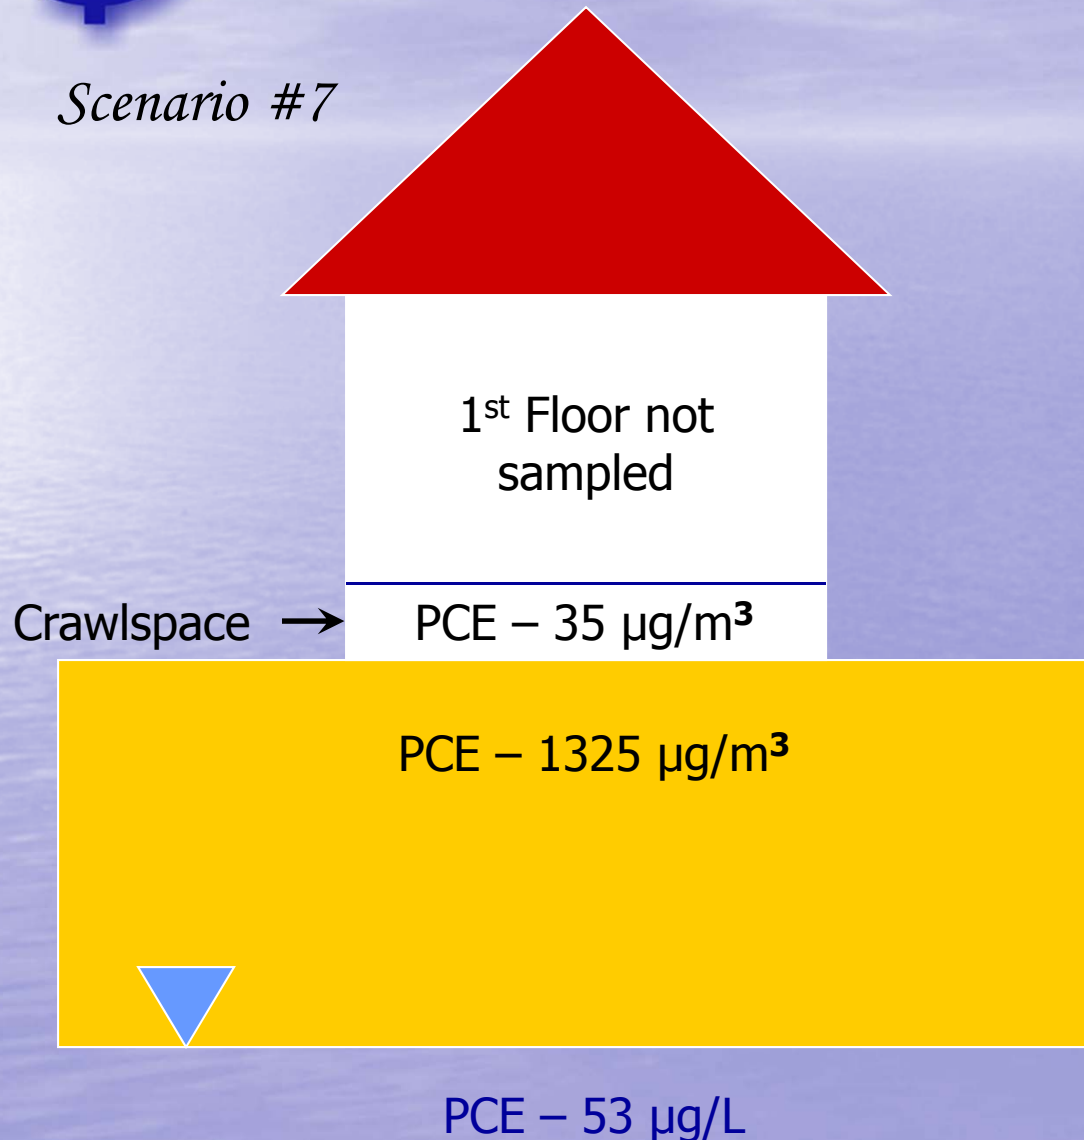 Scenario #7
1st Floor not
sampled
Crawlspace → PCE – 35 µg/m³
PCE – 1325 µg/m³
PCE – 53 µg/L